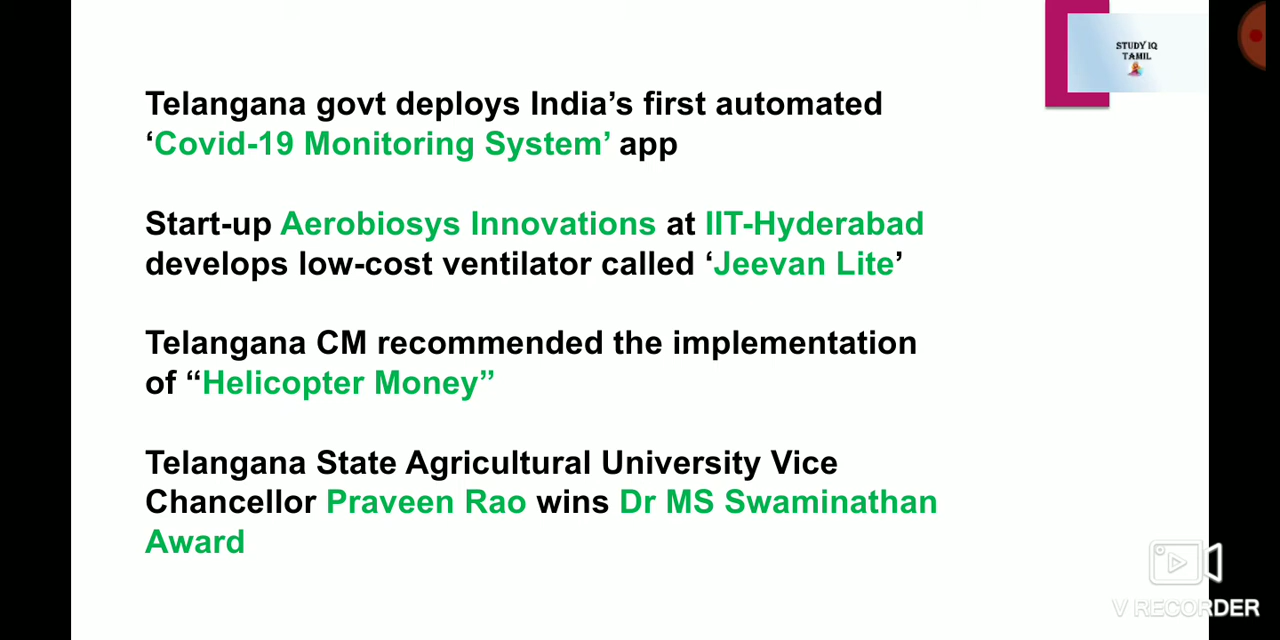 STUDY IQ
TAMIL
Telangana govt deploys India’s first automated
‘Covid-19 Monitoring System’ app
Start-up Aerobiosys Innovations at IIT-Hyderabad
develops low-cost ventilator called ‘Jeevan Lite’
Telangana CM recommended the implementation
of “Helicopter Money”
Telangana State Agricultural University Vice
Chancellor Praveen Rao wins Dr MS Swaminathan
Award
V RECORDER